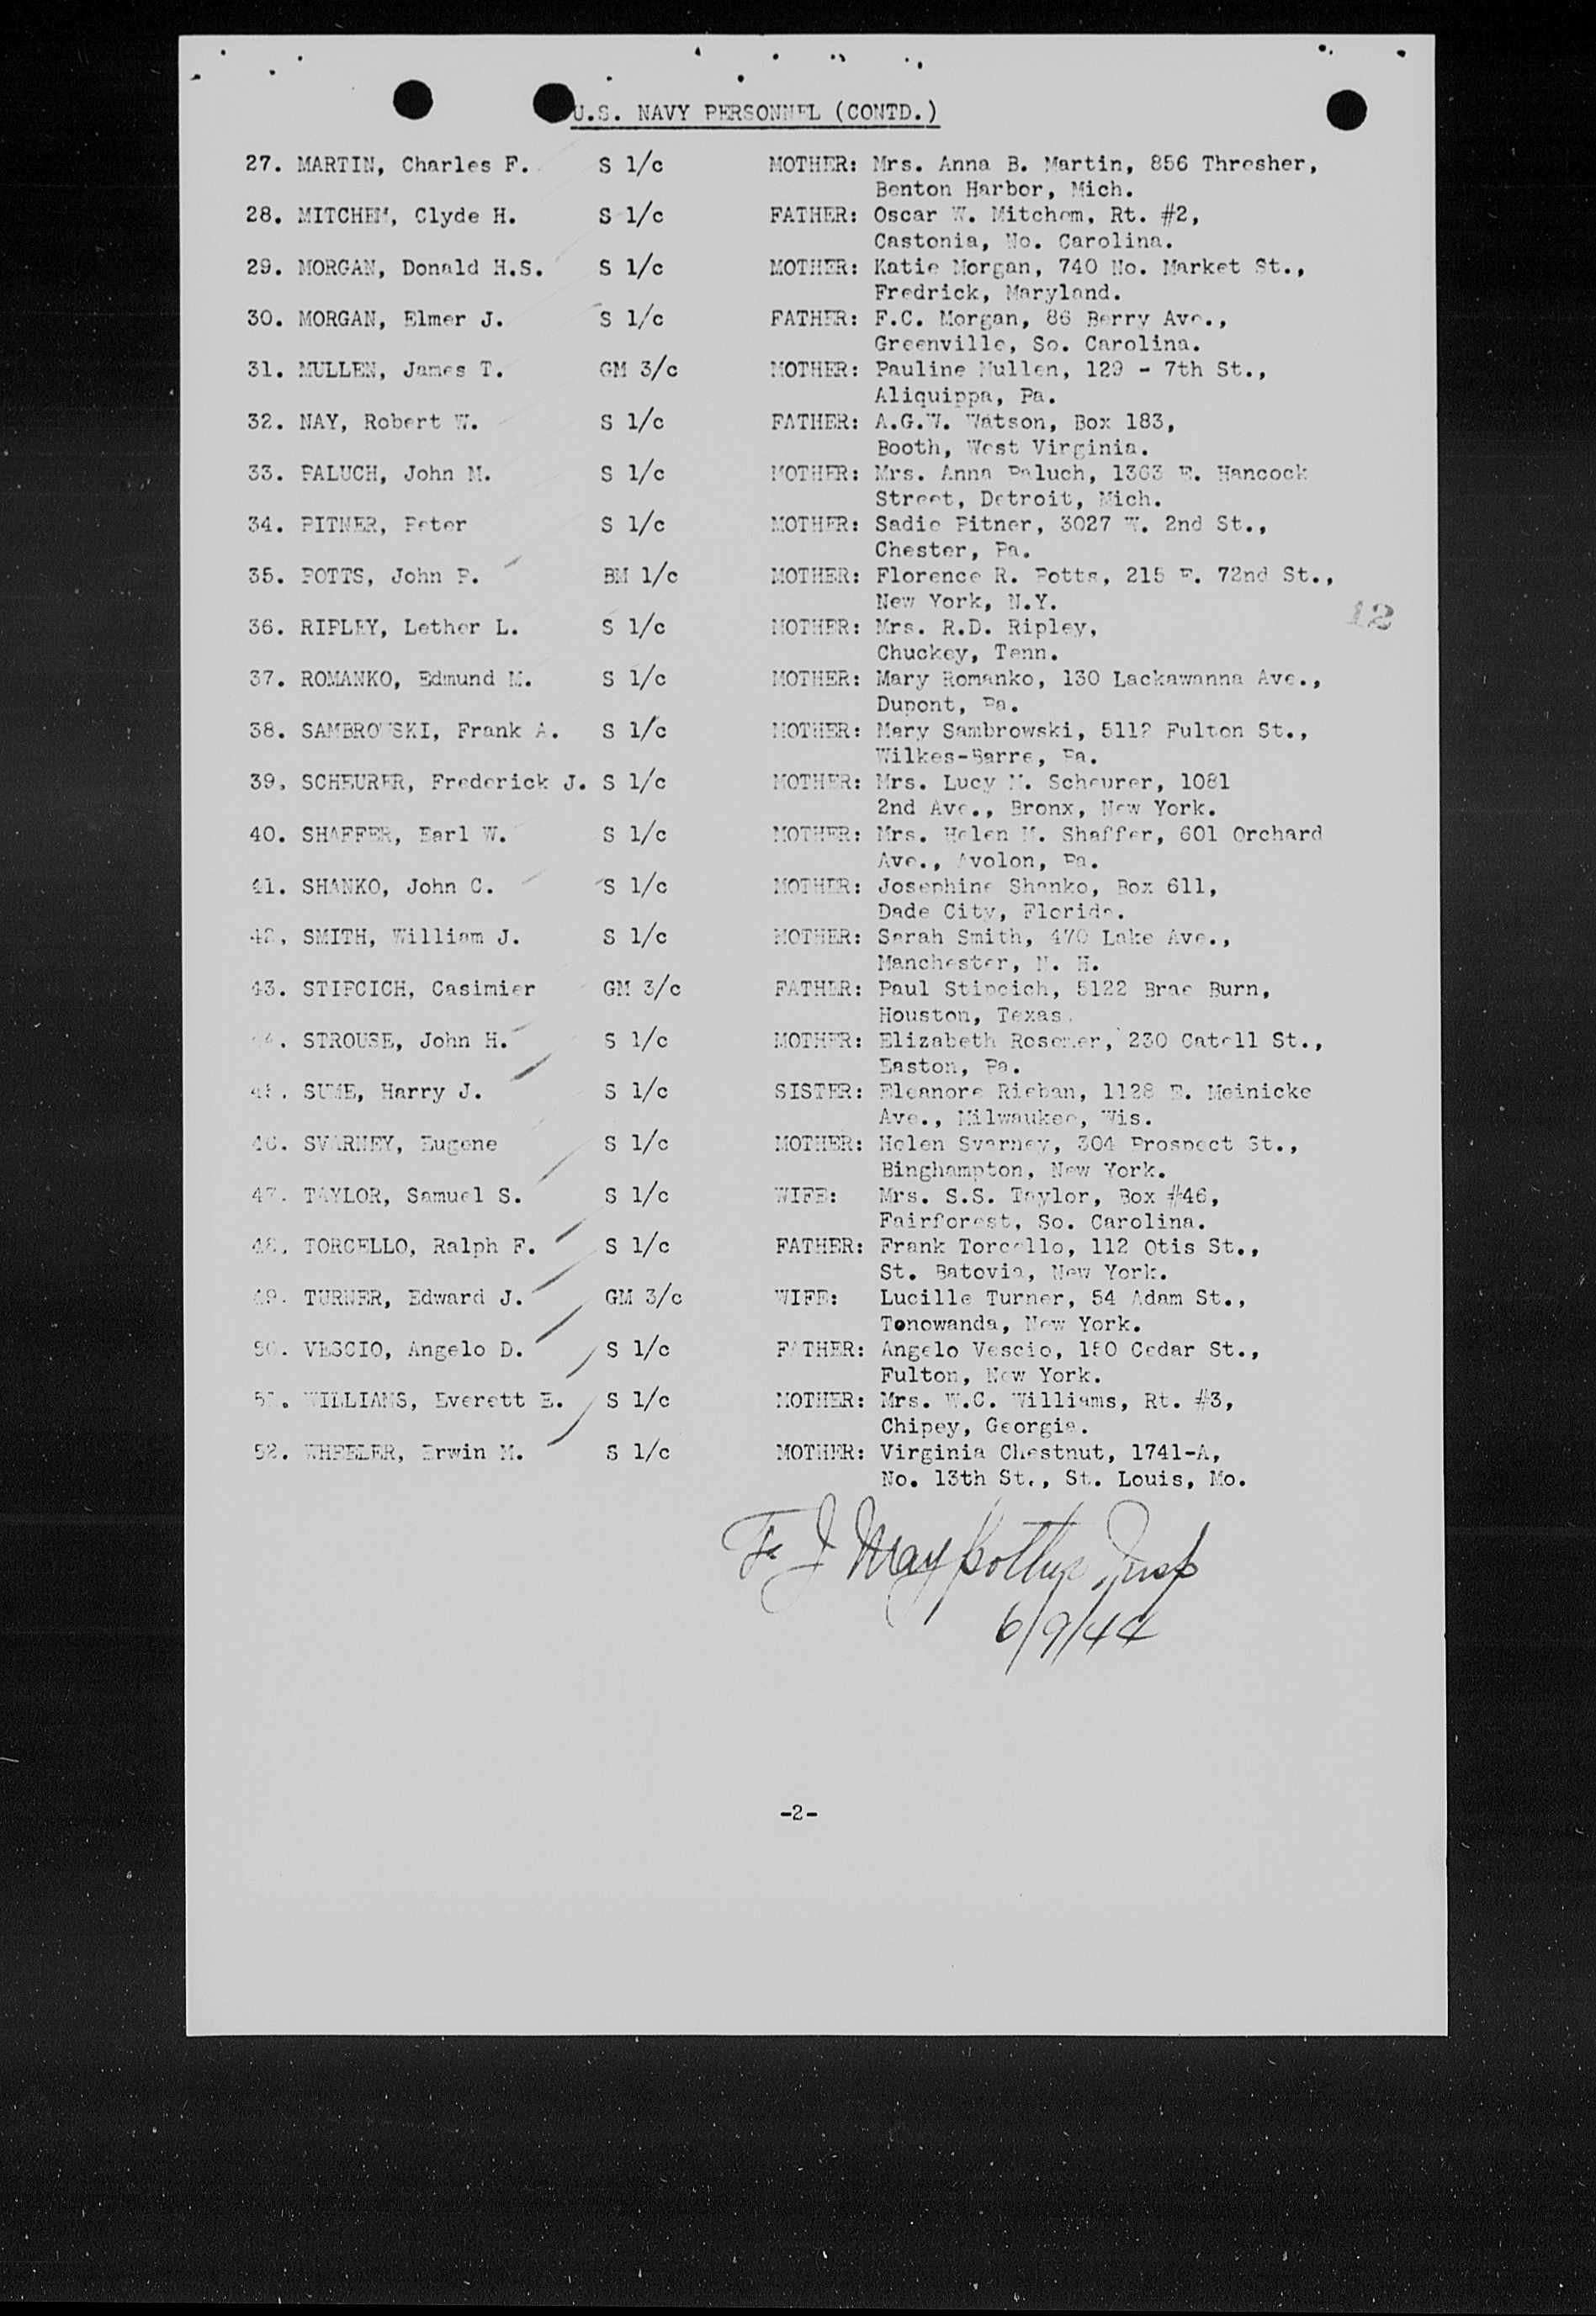 U.S. NAVY PERSONNEL (CONTD.)
27. MARTIN, Charles F. S 1/c MOTHER: Mrs. Anna B. Martin, 856 Thresher,
Benton Harbor, Mich.
28. MITCHEM, Clyde H. S 1/c FATHER: Oscar W. Mitchem, Rt. #2,
Castonia, No. Carolina.
29. MORGAN, Donald H.S. S 1/c MOTHER: Katie Morgan, 740 No. Market St.,
Fredrick, Maryland.
30. MORGAN, Elmer J. S 1/c FATHER: F.C. Morgan, 86 Berry Ave.,
Greenville, So. Carolina.
31. MULLEN, James T. GM 3/c MOTHER: Pauline Mullen, 129 - 7th St.,
Aliquippa, Pa.
32. NAY, Robert W. S 1/c FATHER: A.G.W. Watson, Box 183,
Booth, West Virginia.
33. PALUCH, John M. S 1/c MOTHER: Mrs. Anna Paluch, 1363 E. Hancock
Street, Detroit, Mich.
34. PITNER, Peter S 1/c MOTHER: Sadie Pitner, 3027 W. 2nd St.,
Chester, Pa.
35. POTTS, John P. BM 1/c MOTHER: Florence R. Potts, 215 E. 72nd St.,
New York, N.Y.
12
36. RIPLEY, Lether L. S 1/c MOTHER: Mrs. R.D. Ripley,
Chuckey, Tenn.
37. ROMANKO, Edmund M. S 1/c MOTHER: Mary Romanko, 130 Lackawanna Ave.,
Dupont, Pa.
38. SAMBROWSKI, Frank A. S 1/c MOTHER: Mary Sambrowski, 5112 Fulton St.,
Wilkes-Barre, Pa.
39. SCHEURER, Frederick J. S 1/c MOTHER: Mrs. Lucy M. Scheurer, 1081
2nd Ave., Bronx, New York.
40. SHAFFER, Earl W. S 1/c MOTHER: Mrs. Helen M. Shaffer, 601 Orchard
Ave., Avolon, Pa.
41. SHANKO, John C. S 1/c MOTHER: Josephine Shanko, Box 611,
Dade City, Florida.
42. SMITH, William J. S 1/c MOTHER: Sarah Smith, 470 Lake Ave.,
Manchester, N. H.
43. STIPCICH, Casimier GM 3/c FATHER: Paul Stipcich, 5122 Brae Burn,
Houston, Texas.
44. STROUSE, John H. S 1/c MOTHER: Elizabeth 230 Catell St.,
Easton, Pa.
45. SUME, Harry J. S 1/c SISTER: Eleanore Rieban, 1128 E. Meinicke
Ave., Milwaukee, Wis.
46. SVARNEY, Eugene S 1/c MOTHER: Helen Svarney, 304 Prospect St.,
Binghampton, New York.
47. TAYLOR, Samuel S. S 1/c WIFE: Mrs. S.S. Taylor, Box #46,
Fairforest, So. Carolina.
48. TORCELLO, Ralph F. S 1/c FATHER: Frank Torcello, 112 Otis St.,
St. Batovia, New York.
49. TURNER, Edward J. GM 3/c WIFE: Lucille Turner, 54 Adam St.,
Tonowanda, New York.
50. VESCIO, Angelo D. S 1/c FATHER: Angelo Vescio, 150 Cedar St.,
Fulton, New York.
51. WILLIAMS, Everett E. S 1/c MOTHER: Mrs. W.C. Williams, Rt. #3,
Chipey, Georgia.
52. WHEELER, Erwin M. S 1/c MOTHER: Virginia Chestnut, 1741-A,
No. 13th St., St. Louis, Mo.
F. J. Insp
6/9/44
-2-